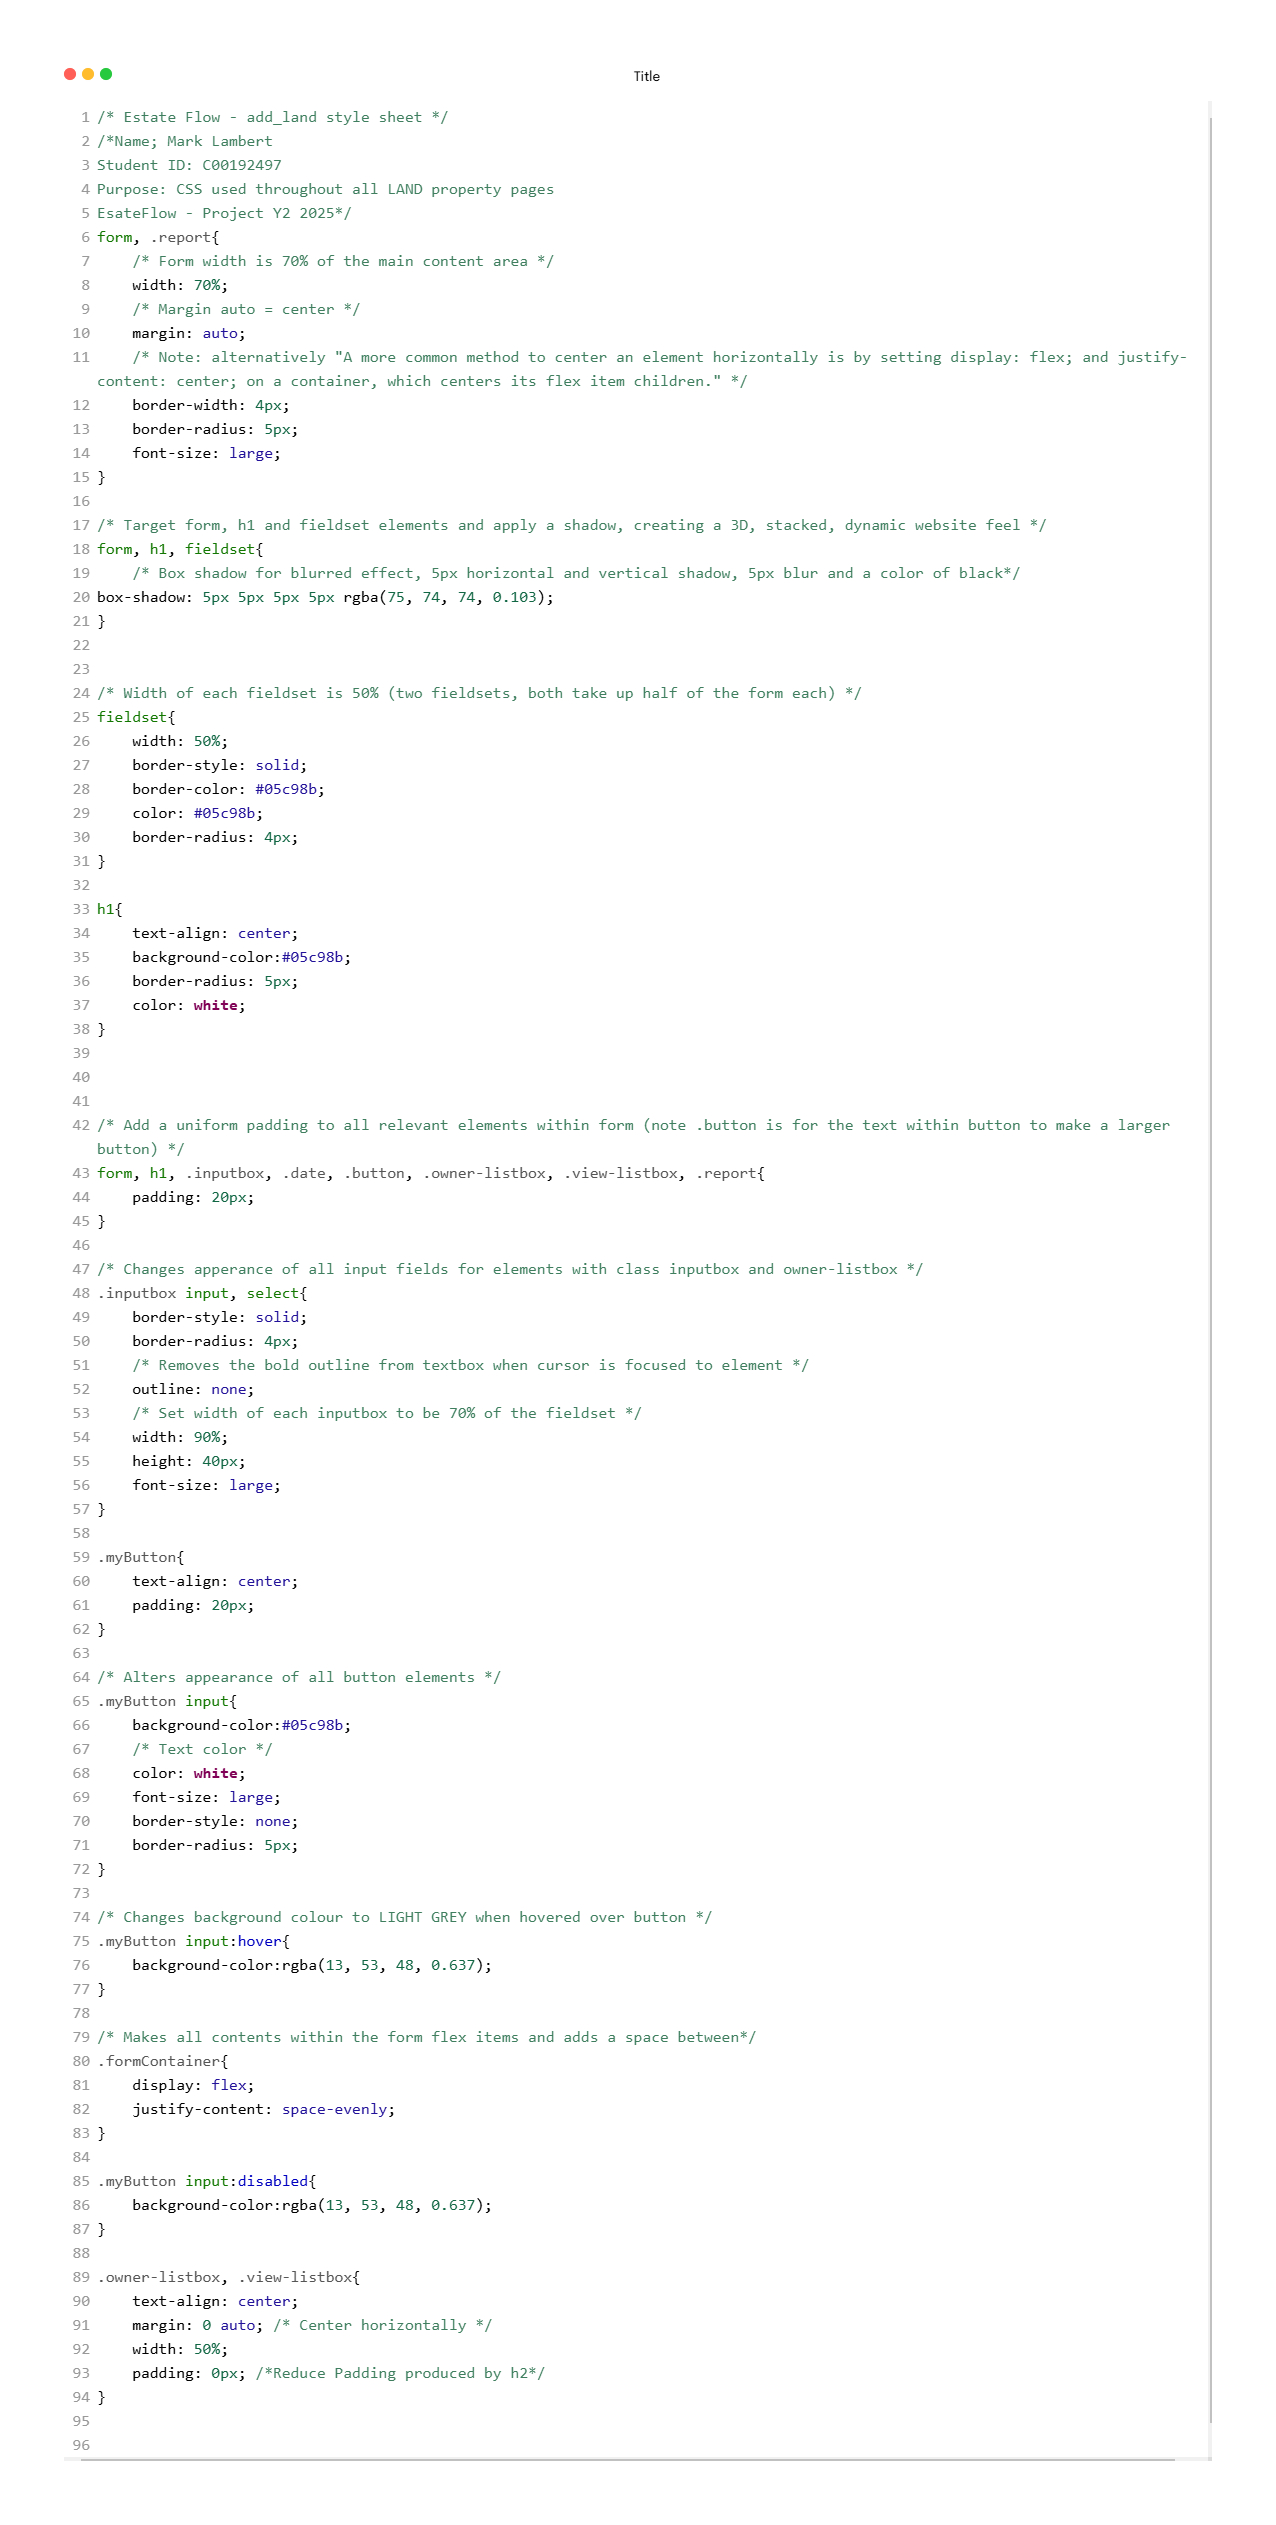 Title
1 /* Estate Flow - add_land style sheet */
2 /*Name; Mark Lambert
3 Student ID: C00192497
4 Purpose: CSS used throughout all LAND property pages
5 EsateFlow - Project Y2 2025*/
6 form, .report{
7     /* Form width is 70% of the main content area */
8     width: 70%;
9     /* Margin auto = center */
10     margin: auto;
11     /* Note: alternatively "A more common method to center an element horizontally is by setting display: flex; and justify-
content: center; on a container, which centers its flex item children." */
12     border-width: 4px;
13     border-radius: 5px;
14     font-size: large;
15 }
16
17 /* Target form, h1 and fieldset elements and apply a shadow, creating a 3D, stacked, dynamic website feel */
18 form, h1, fieldset{
19     /* Box shadow for blurred effect, 5px horizontal and vertical shadow, 5px blur and a color of black*/
20 box-shadow: 5px 5px 5px 5px rgba(75, 74, 74, 0.103);
21 }
22
23
24 /* Width of each fieldset is 50% (two fieldsets, both take up half of the form each) */
25 fieldset{
26     width: 50%;
27     border-style: solid;
28     border-color: #05c98b;
29     color: #05c98b;
30     border-radius: 4px;
31 }
32
33 h1{
34     text-align: center;
35     background-color:#05c98b;
36     border-radius: 5px;
37     color: white;
38 }
39
40
41
42 /* Add a uniform padding to all relevant elements within form (note .button is for the text within button to make a larger
button) */
43 form, h1, .inputbox, .date, .button, .owner-listbox, .view-listbox, .report{
44     padding: 20px;
45 }
46
47 /* Changes apperance of all input fields for elements with class inputbox and owner-listbox */
48 .inputbox input, select{
49     border-style: solid;
50     border-radius: 4px;
51     /* Removes the bold outline from textbox when cursor is focused to element */
52     outline: none;
53     /* Set width of each inputbox to be 70% of the fieldset */
54     width: 90%;
55     height: 40px;
56     font-size: large;
57 }
58
59 .myButton{
60     text-align: center;
61     padding: 20px;
62 }
63
64 /* Alters appearance of all button elements */
65 .myButton input{
66     background-color:#05c98b;
67     /* Text color */
68     color: white;
69     font-size: large;
70     border-style: none;
71     border-radius: 5px;
72 }
73
74 /* Changes background colour to LIGHT GREY when hovered over button */
75 .myButton input:hover{
76     background-color:rgba(13, 53, 48, 0.637);
77 }
78
79 /* Makes all contents within the form flex items and adds a space between*/
80 .formContainer{
81     display: flex;
82     justify-content: space-evenly;
83 }
84
85 .myButton input:disabled{
86     background-color:rgba(13, 53, 48, 0.637);
87 }
88
89 .owner-listbox, .view-listbox{
90     text-align: center;
91     margin: 0 auto; /* Center horizontally */
92     width: 50%;
93     padding: 0px; /*Reduce Padding produced by h2*/
94 }
95
96